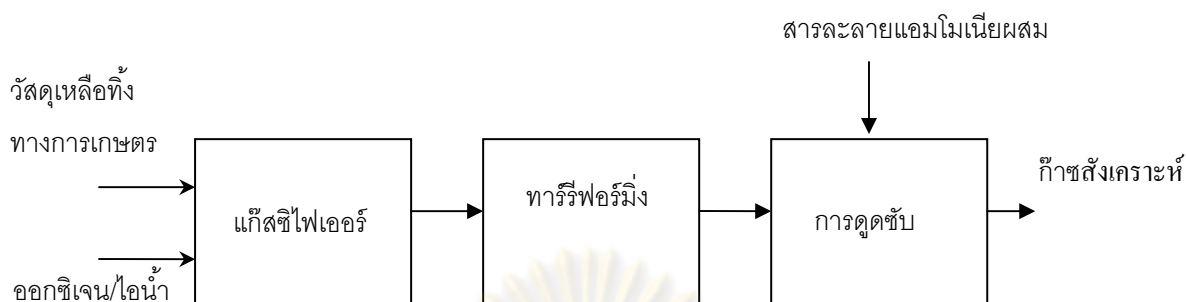 สารละลายแอมโมเนียผสม
วัสดุเหลือทิ้ง
ทางการเกษตร
แก๊สซิไฟเออร์
ทาร์รีฟอร์มิ่ง
การดูดซับ
ก๊าซสังเคราะห์
ออกซิเจน/ไอน้ำ